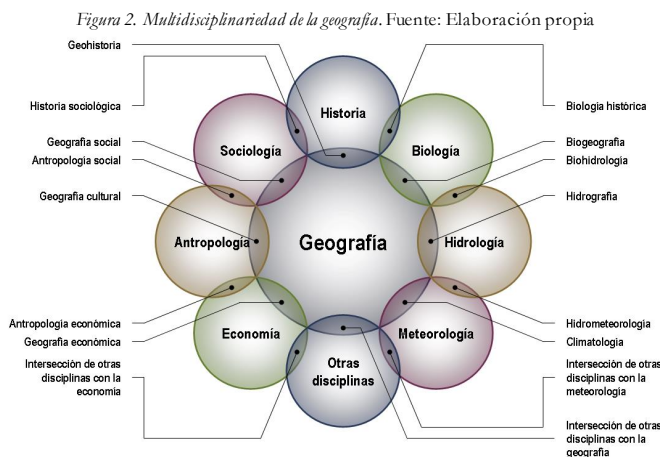 Figura 2. Multidisciplinariedad de la geografía. Fuente: Elaboración propia
Geohistoria
Historia sociológica
Geografía social
Antropología social
Geografía cultural
Antropología económica
Geografía económica
Intersección de otras
disciplinas con la
economía
Historia
Sociología
Biología
Antropología
Geografía
Hidrología
Economía
Meteorología
Otras
disciplinas
Biología histórica
Biogeografía
Biohidrología
Hidrografía
Hidrometeorología
Climatología
Intersección de otras
disciplinas con la
meteorología
Intersección de otras
disciplinas con la
geografía